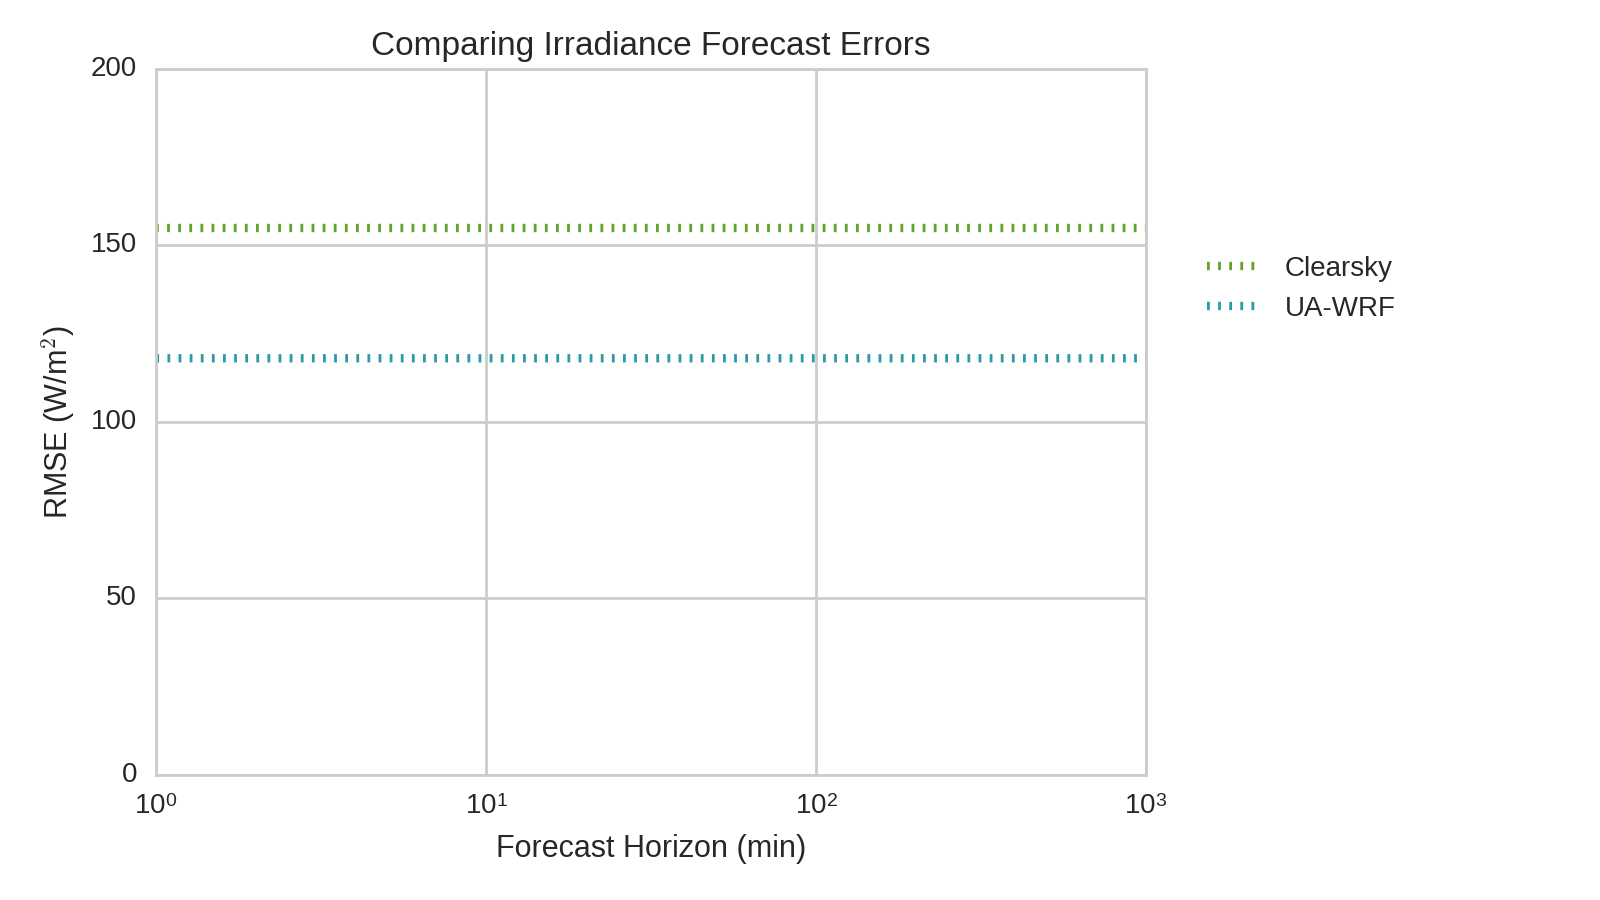 Comparing Irradiance Forecast Errors
200
150
100
50
0
RMSE (W/m²)
10⁰ 10¹ 10² 10³
Forecast Horizon (min)
Clearsky
UA-WRF